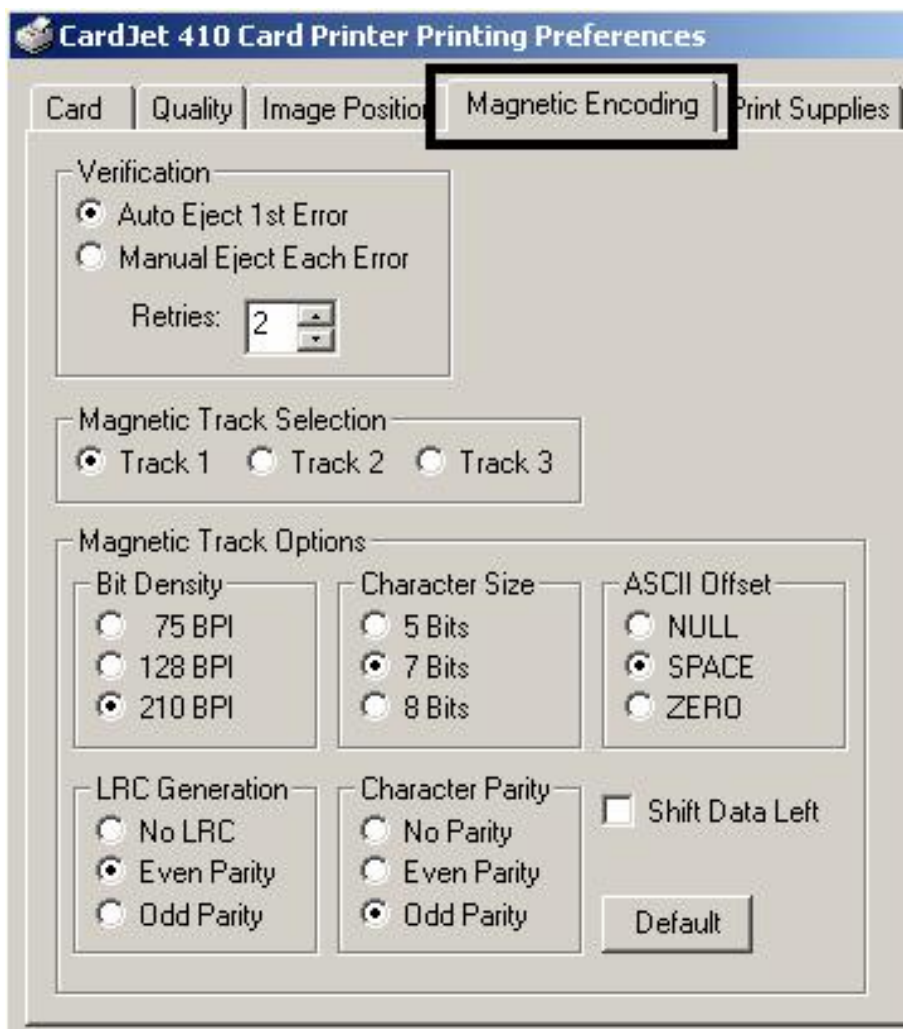 CardJet 410 Card Printer Printing Preferences
Card Quality Image Position Magnetic Encoding Print Supplies
Verification
Auto Eject 1st Error
Manual Eject Each Error
Retries: 2
Magnetic Track Selection
Track 1 Track 2 Track 3
Magnetic Track Options
Bit Density Character Size ASCII Offset
75 BPI 5 Bits NULL
128 BPI 7 Bits SPACE
210 BPI 8 Bits ZERO
LRC Generation Character Parity
No LRC No Parity Shift Data Left
Even Parity Even Parity
Odd Parity Odd Parity Default